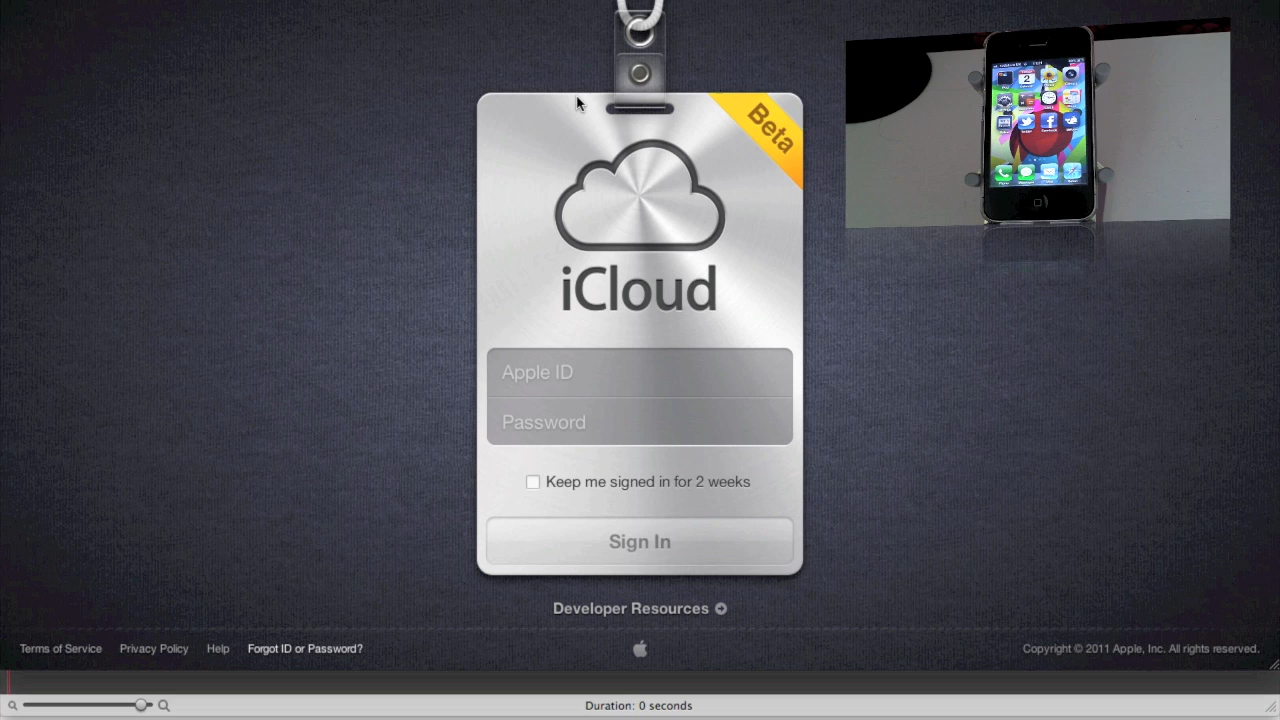 Beta
iCloud
Apple ID
Password
Keep me signed in for 2 weeks
Sign In
Developer Resources
Terms of Service
Privacy Policy
Help
Forgot ID or Password?
Copyright © 2011 Apple, Inc. All rights reserved.
Duration: 0 seconds